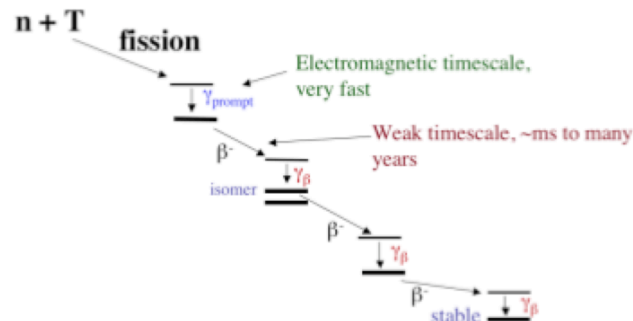 n + T
fission
Electromagnetic timescale,
very fast
γprompt
Weak timescale, ~ms to many
years
β-
γβ
isomer
β-
γβ
β-
γβ
stable